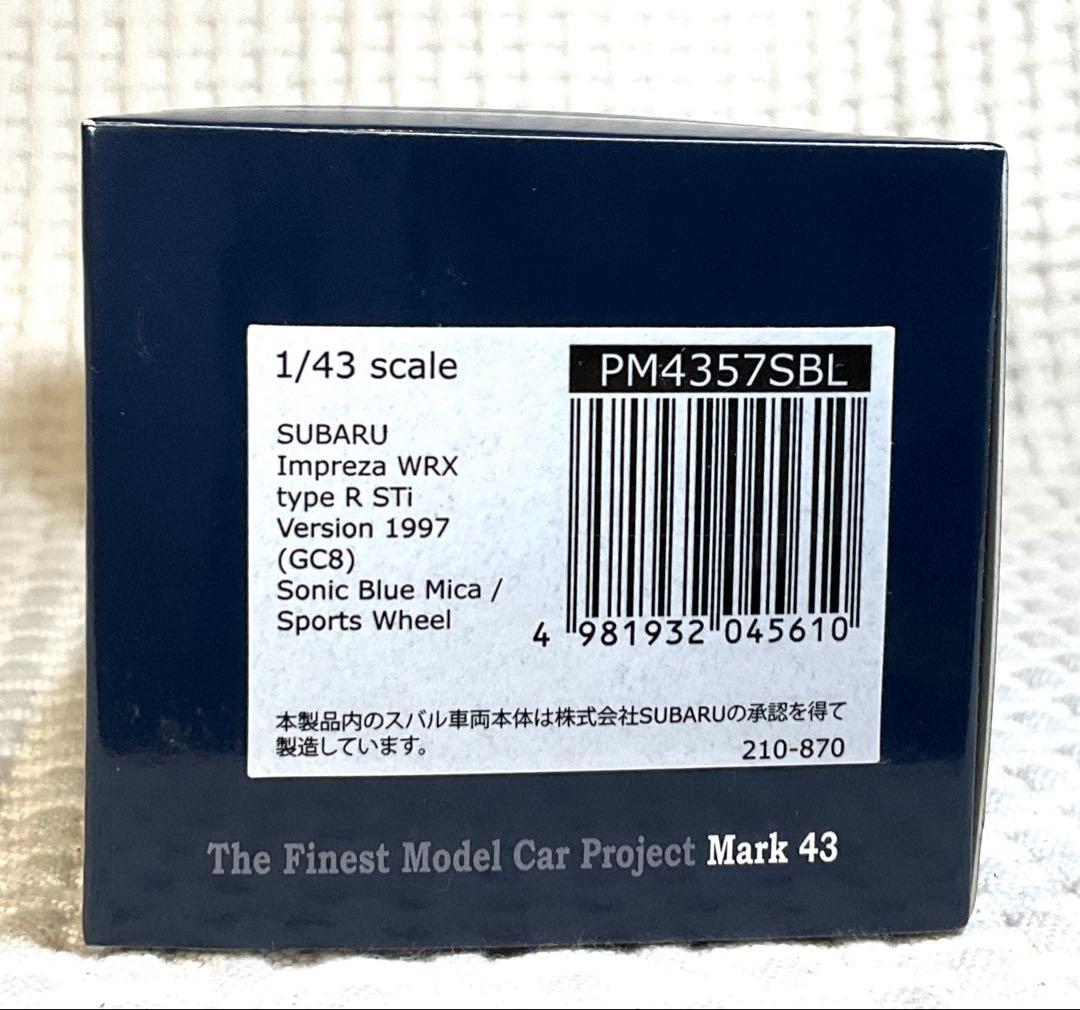 1/43 scale
PM4357SBL
SUBARU
Impreza WRX
type R STi
Version 1997
(GC8)
Sonic Blue Mica /
Sports Wheel
4 981932 045610
本製品内のスバル車両本体は株式会社SUBARUの承認を得て
製造しています。
210-870
The Finest Model Car Project Mark 43